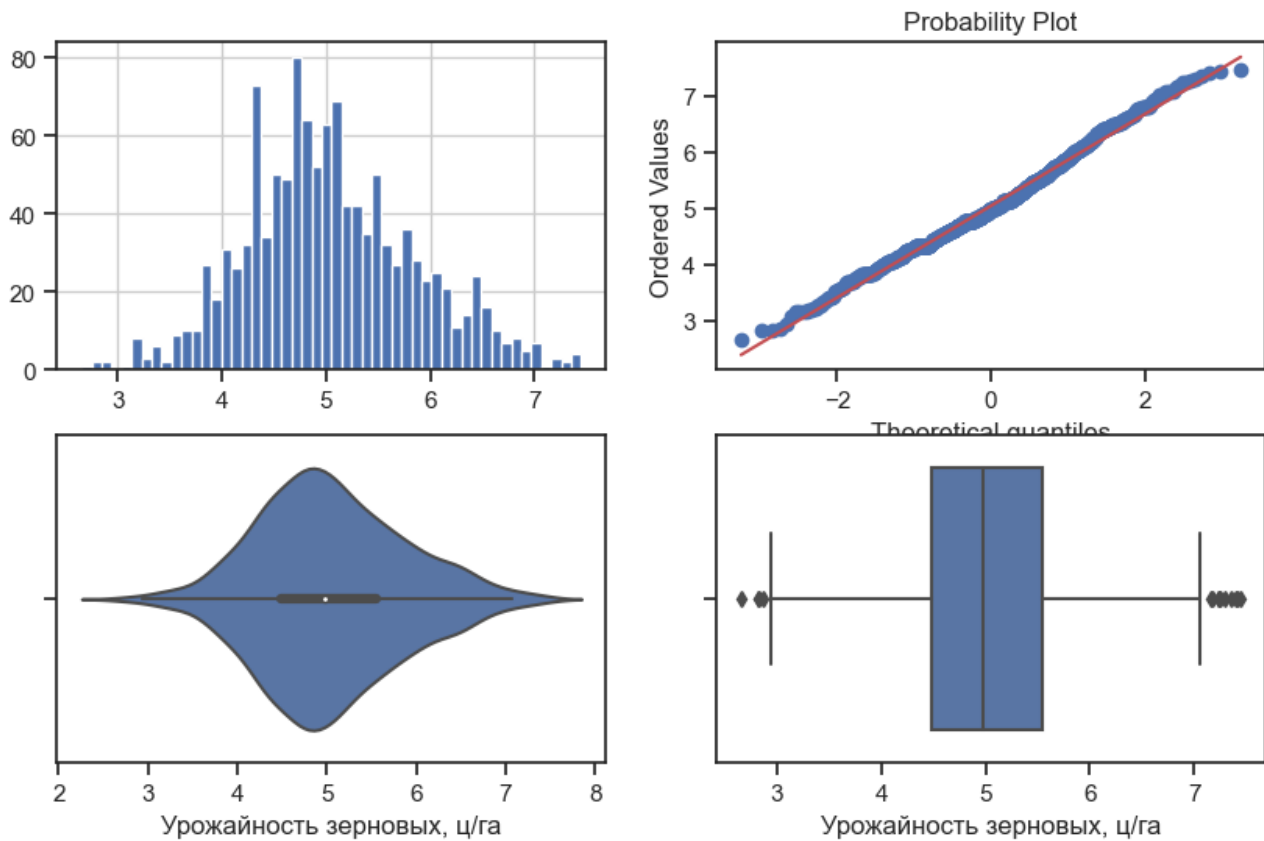 Probability Plot
80
60
40
20
0
3 4 5 6 7
Ordered Values
7
6
5
4
3
−2 0 2
Theoretical quantiles
2 3 4 5 6 7 8
Урожайность зерновых, ц/га
3 4 5 6 7
Урожайность зерновых, ц/га